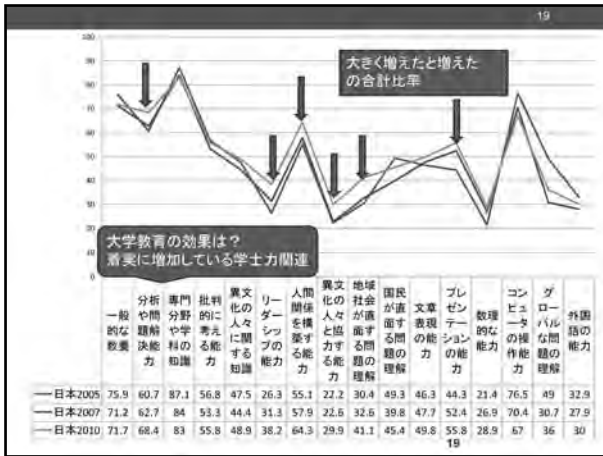 19
大きく増えたと増えた
の合計比率
100
90
80
70
60
50
40
30
20
10
0
大学教育の効果は?
着実に増加している学士力関連
一般的な教養
分析や問題解決能力
専門分野や学科の知識
批判的に考える能力
異文化の人々に関する知識
リーダーシップの能力
人間関係を構築する能力
異文化の人々と協力する能力
地域社会が直面する問題の理解
国民が直面する問題の理解
文章表現の能力
プレゼンテーションの能力
数理的な能力
コンピュータの操作能力
グローバルな問題の理解
外国語の能力
日本2005 75.9 60.7 87.1 56.8 47.5 26.3 55.1 22.2 30.4 49.3 46.3 44.3 21.4 76.5 49 32.9
日本2007 71.2 62.7 84 53.3 44.4 31.3 57.9 22.6 32.6 39.8 47.7 52.4 26.9 70.4 30.7 27.9
日本2010 71.7 68.4 83 55.8 48.9 38.2 64.3 29.9 41.1 45.4 49.8 55.8 28.9 67 36 30
19